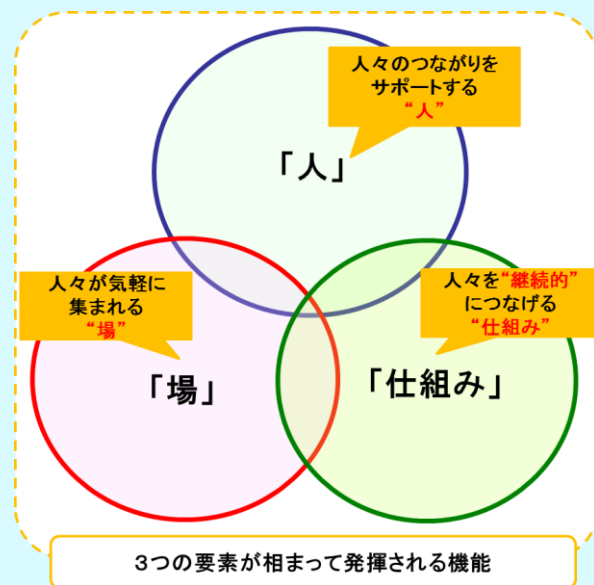 人々のつながりを
サポートする
“人”
「人」
人々が気軽に
集まれる
“場”
「場」
人々を“継続的”
につなげる
“仕組み”
「仕組み」
３つの要素が相まって発揮される機能